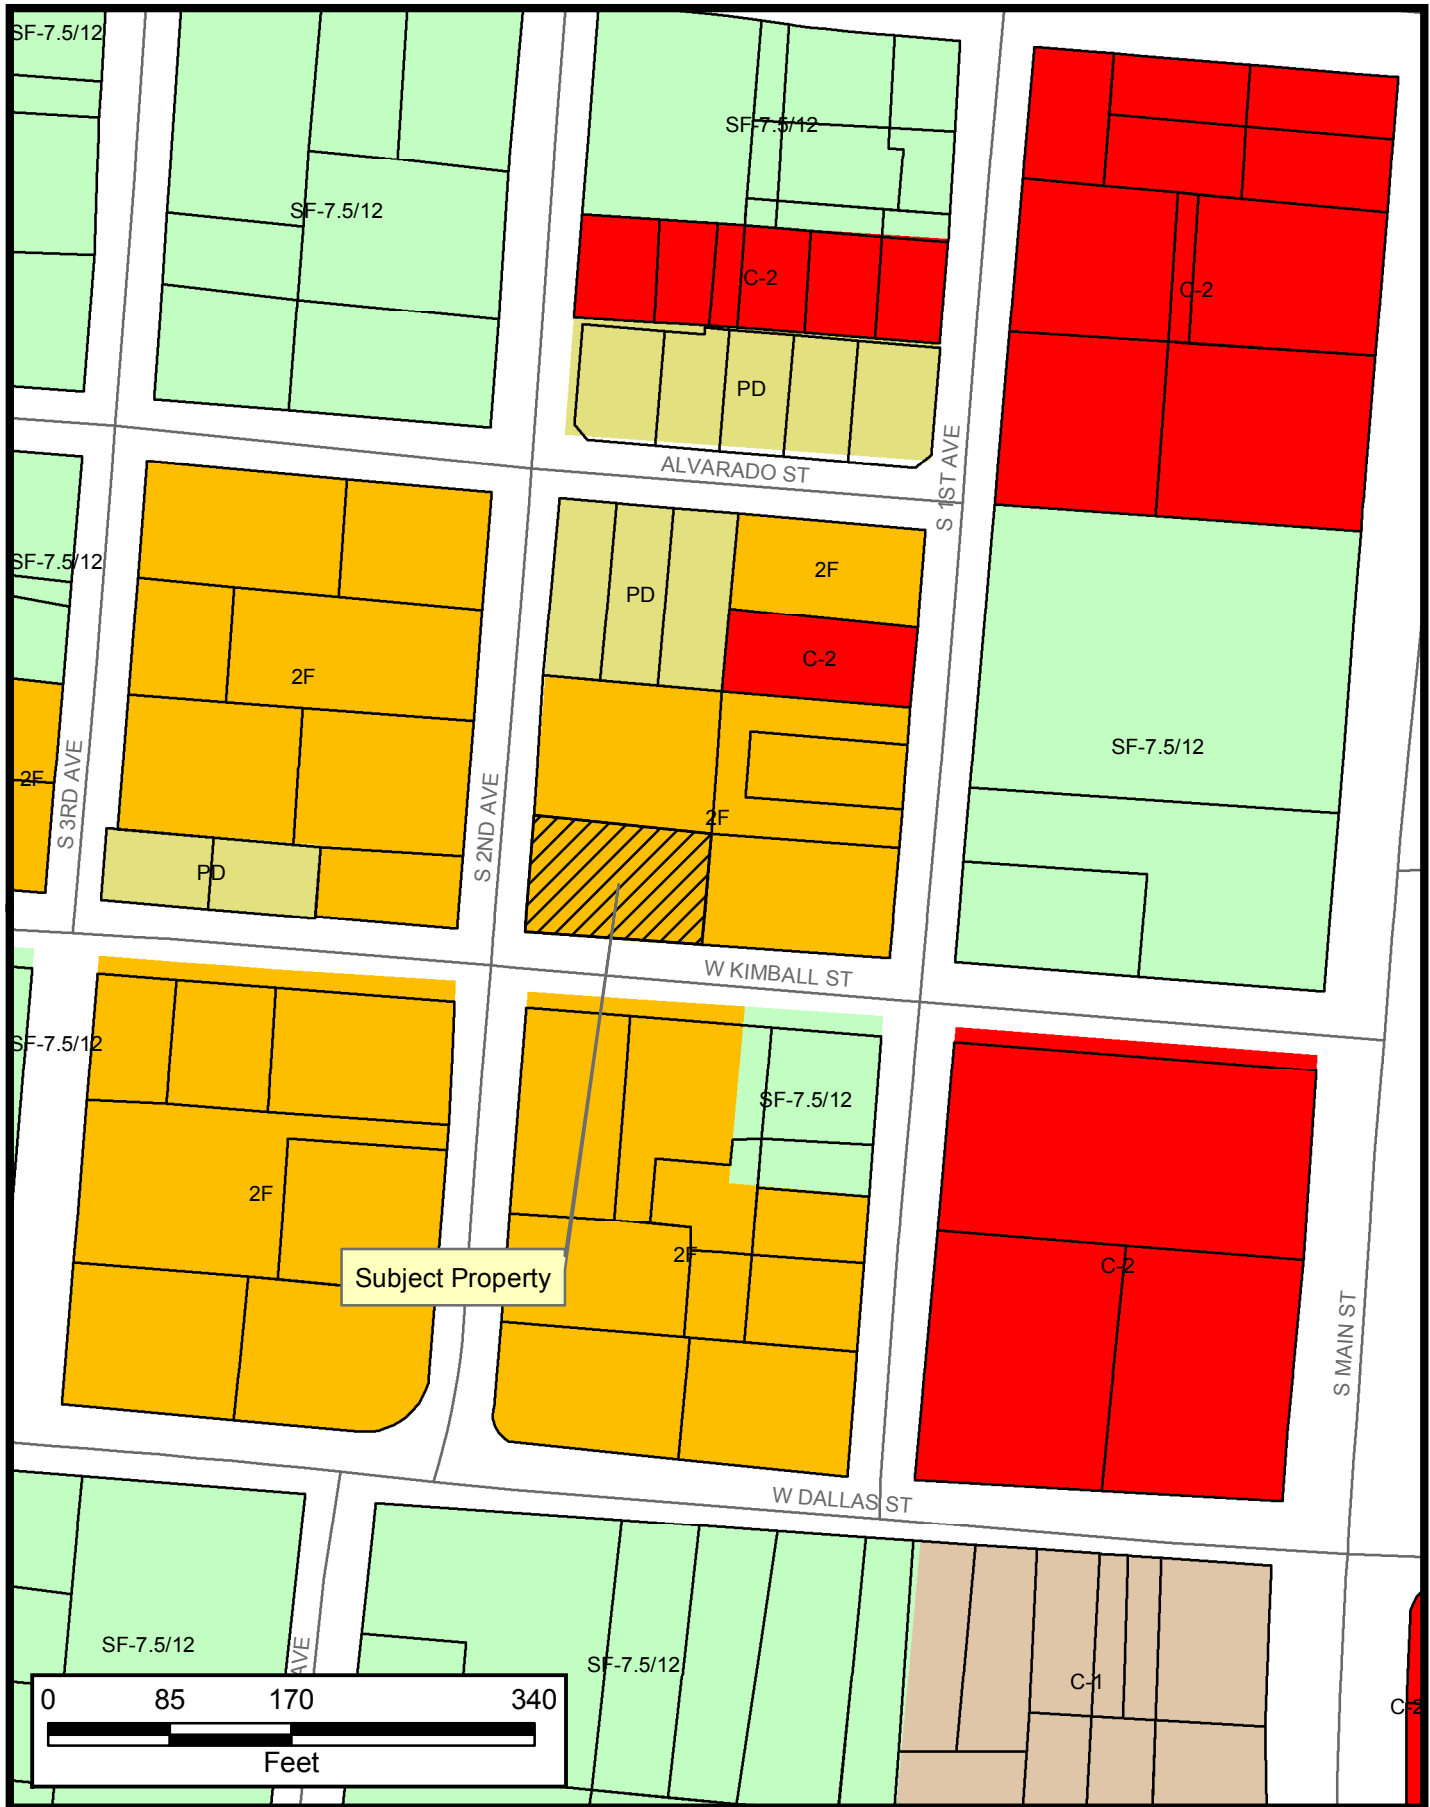 SF-7.5/12
SF-7.5/12
SF-7.5/12
C-2
C-2
PD
S 1ST AVE
ALVARADO ST
SF-7.5/12
2F
PD
C-2
2F
SF-7.5/12
2F
S 3RD AVE
S 2ND AVE
2F
PD
W KIMBALL ST
SF-7.5/12
SF-7.5/12
2F
2F
C-2
Subject Property
S MAIN ST
W DALLAS ST
SF-7.5/12
AVE
SF-7.5/12
C-1
C-2
0 85 170 340
Feet